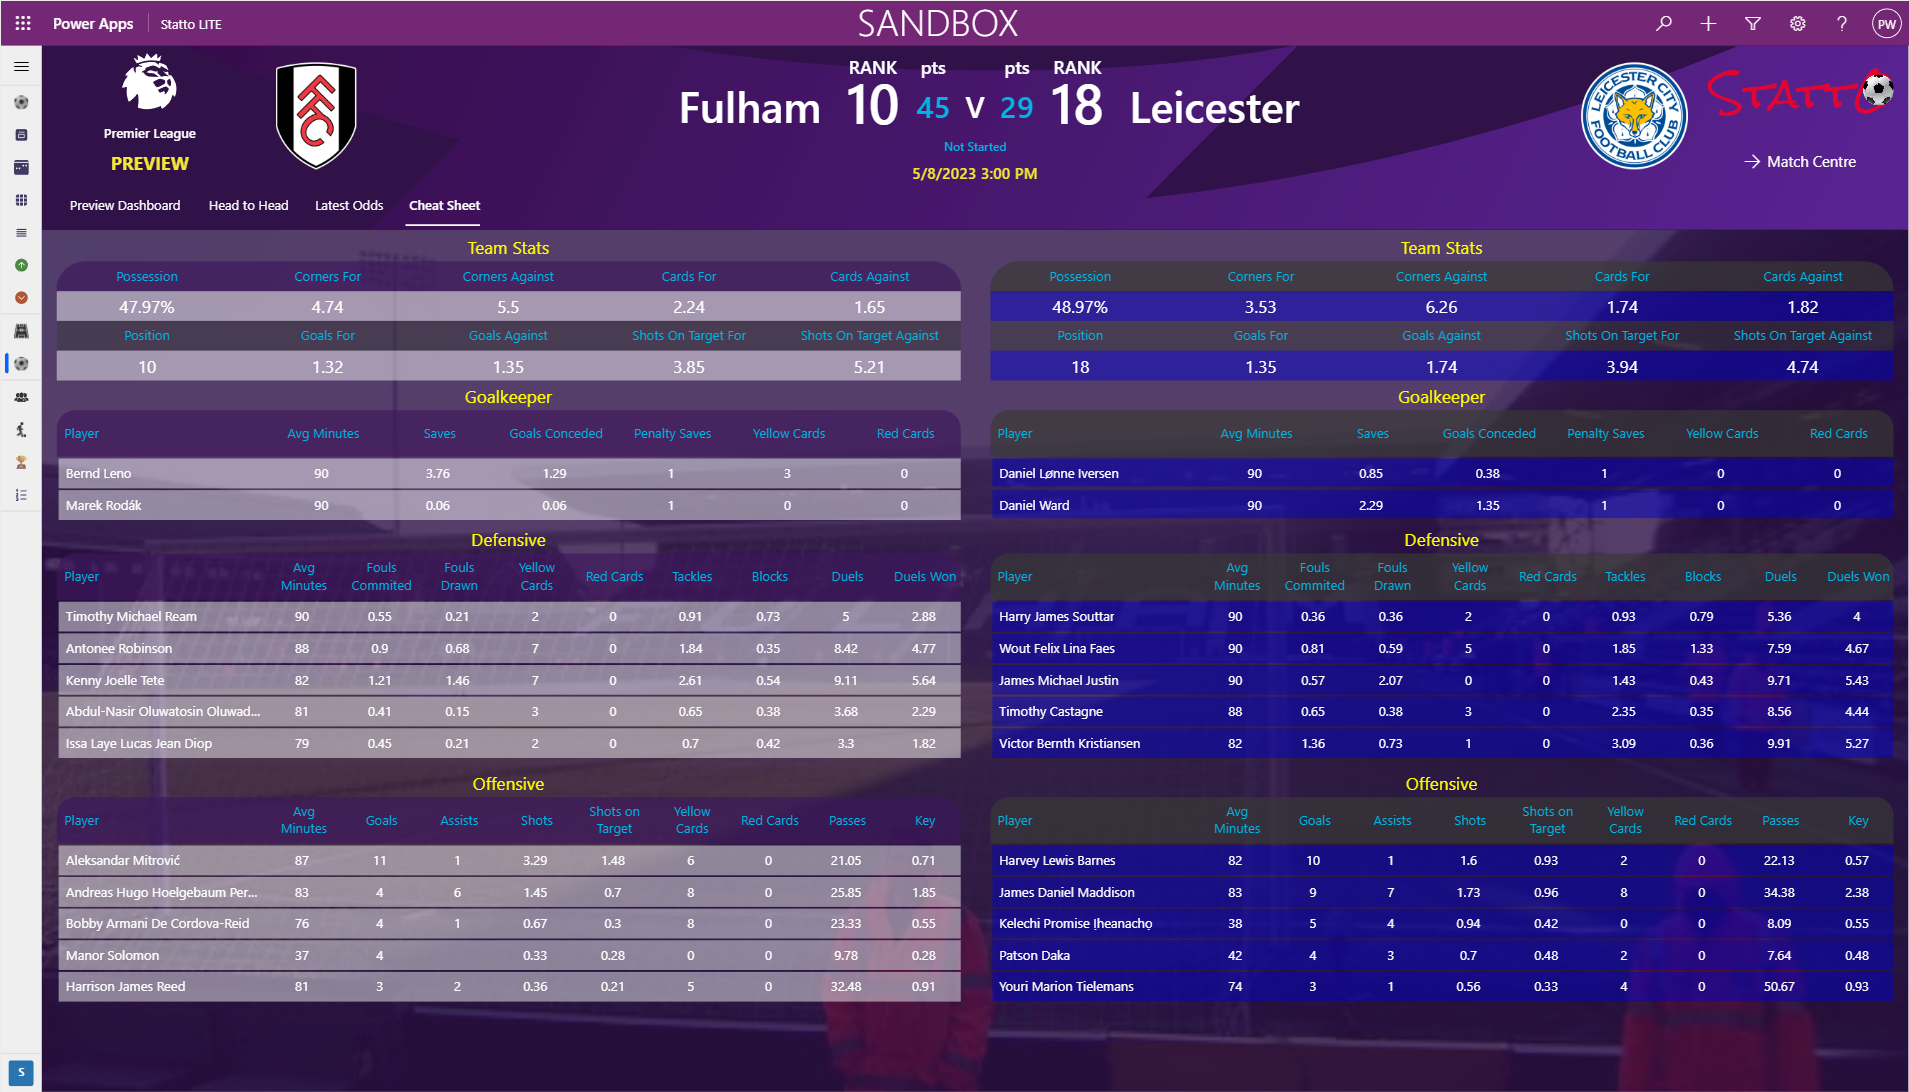 Power Apps Statto LITE SANDBOX PW
RANK pts pts RANK
Fulham 10 45 V 29 18 Leicester
Not Started
5/8/2023 3:00 PM
Premier League
PREVIEW
FFC
LEICESTER CITY FOOTBALL CLUB
STATTO
Match Centre
Preview Dashboard Head to Head Latest Odds Cheat Sheet
Team Stats
Possession Corners For Corners Against Cards For Cards Against
47.97% 4.74 5.5 2.24 1.65
Position Goals For Goals Against Shots On Target For Shots On Target Against
10 1.32 1.35 3.85 5.21
Goalkeeper
Player Avg Minutes Saves Goals Conceded Penalty Saves Yellow Cards Red Cards
Bernd Leno 90 3.76 1.29 1 3 0
Marek Rodák 90 0.06 0.06 1 0 0
Defensive
Player Avg Minutes Fouls Commited Fouls Drawn Yellow Cards Red Cards Tackles Blocks Duels Duels Won
Timothy Michael Ream 90 0.55 0.21 2 0 0.91 0.73 5 2.88
Antonee Robinson 88 0.9 0.68 7 0 1.84 0.35 8.42 4.77
Kenny Joelle Tete 82 1.21 1.46 7 0 2.61 0.54 9.11 5.64
Abdul-Nasir Oluwatosin Oluwad... 81 0.41 0.15 3 0 0.65 0.38 3.68 2.29
Issa Laye Lucas Jean Diop 79 0.45 0.21 2 0 0.7 0.42 3.3 1.82
Offensive
Player Avg Minutes Goals Assists Shots Shots on Target Yellow Cards Red Cards Passes Key
Aleksandar Mitrović 87 11 1 3.29 1.48 6 0 21.05 0.71
Andreas Hugo Hoelgebaum Per... 83 4 6 1.45 0.7 8 0 25.85 1.85
Bobby Armani De Cordova-Reid 76 4 1 0.67 0.3 8 0 23.33 0.55
Manor Solomon 37 4 0.33 0.28 0 0 9.78 0.28
Harrison James Reed 81 3 2 0.36 0.21 5 0 32.48 0.91
Team Stats
Possession Corners For Corners Against Cards For Cards Against
48.97% 3.53 6.26 1.74 1.82
Position Goals For Goals Against Shots On Target For Shots On Target Against
18 1.35 1.74 3.94 4.74
Goalkeeper
Player Avg Minutes Saves Goals Conceded Penalty Saves Yellow Cards Red Cards
Daniel Lønne Iversen 90 0.85 0.38 1 0 0
Daniel Ward 90 2.29 1.35 1 0 0
Defensive
Player Avg Minutes Fouls Commited Fouls Drawn Yellow Cards Red Cards Tackles Blocks Duels Duels Won
Harry James Souttar 90 0.36 0.36 2 0 0.93 0.79 5.36 4
Wout Felix Lina Faes 90 0.81 0.59 5 0 1.85 1.33 7.59 4.67
James Michael Justin 90 0.57 2.07 0 0 1.43 0.43 9.71 5.43
Timothy Castagne 88 0.65 0.38 3 0 2.35 0.35 8.56 4.44
Victor Bernth Kristiansen 82 1.36 0.73 1 0 3.09 0.36 9.91 5.27
Offensive
Player Avg Minutes Goals Assists Shots Shots on Target Yellow Cards Red Cards Passes Key
Harvey Lewis Barnes 82 10 1 1.6 0.93 2 0 22.13 0.57
James Daniel Maddison 83 9 7 1.73 0.96 8 0 34.38 2.38
Kelechi Promise Ịheanachọ 38 5 4 0.94 0.42 0 0 8.09 0.55
Patson Daka 42 4 3 0.7 0.48 2 0 7.64 0.48
Youri Marion Tielemans 74 3 1 0.56 0.33 4 0 50.67 0.93
S